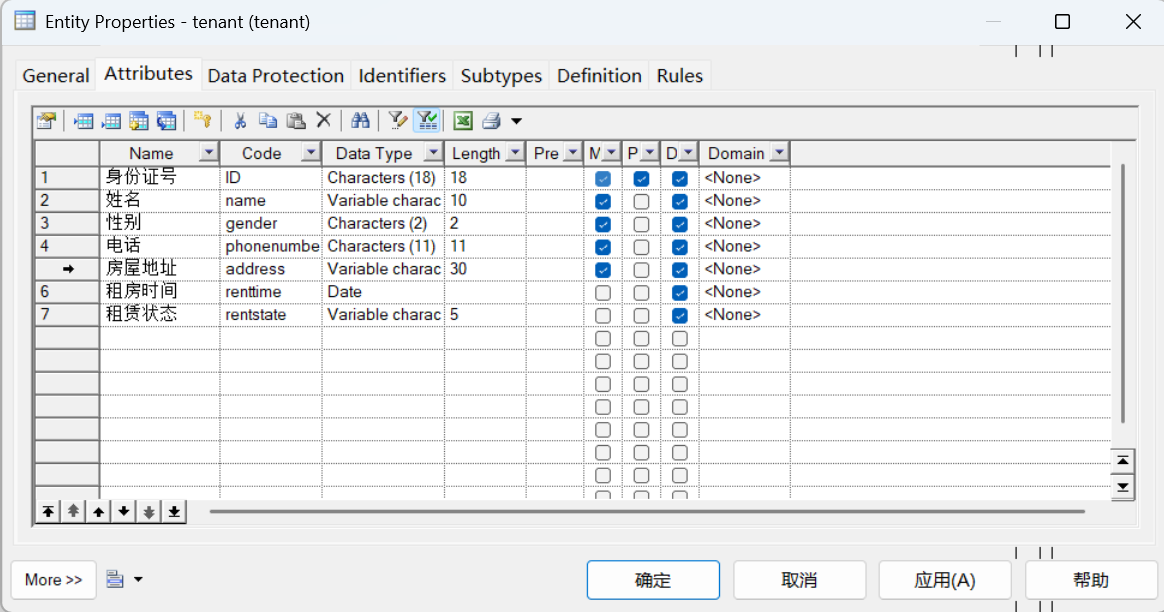 Entity Properties - tenant (tenant)
General Attributes Data Protection Identifiers Subtypes Definition Rules
Name Code Data Type Length Pre M P D Domain
1 身份证号 ID Characters (18) 18 <None>
2 姓名 name Variable charac 10 <None>
3 性别 gender Characters (2) 2 <None>
4 电话 phonenumbe Characters (11) 11 <None>
房屋地址 address Variable charac 30 <None>
6 租房时间 renttime Date <None>
7 租赁状态 rentstate Variable charac 5 <None>
More >> 确定 取消 应用(A) 帮助